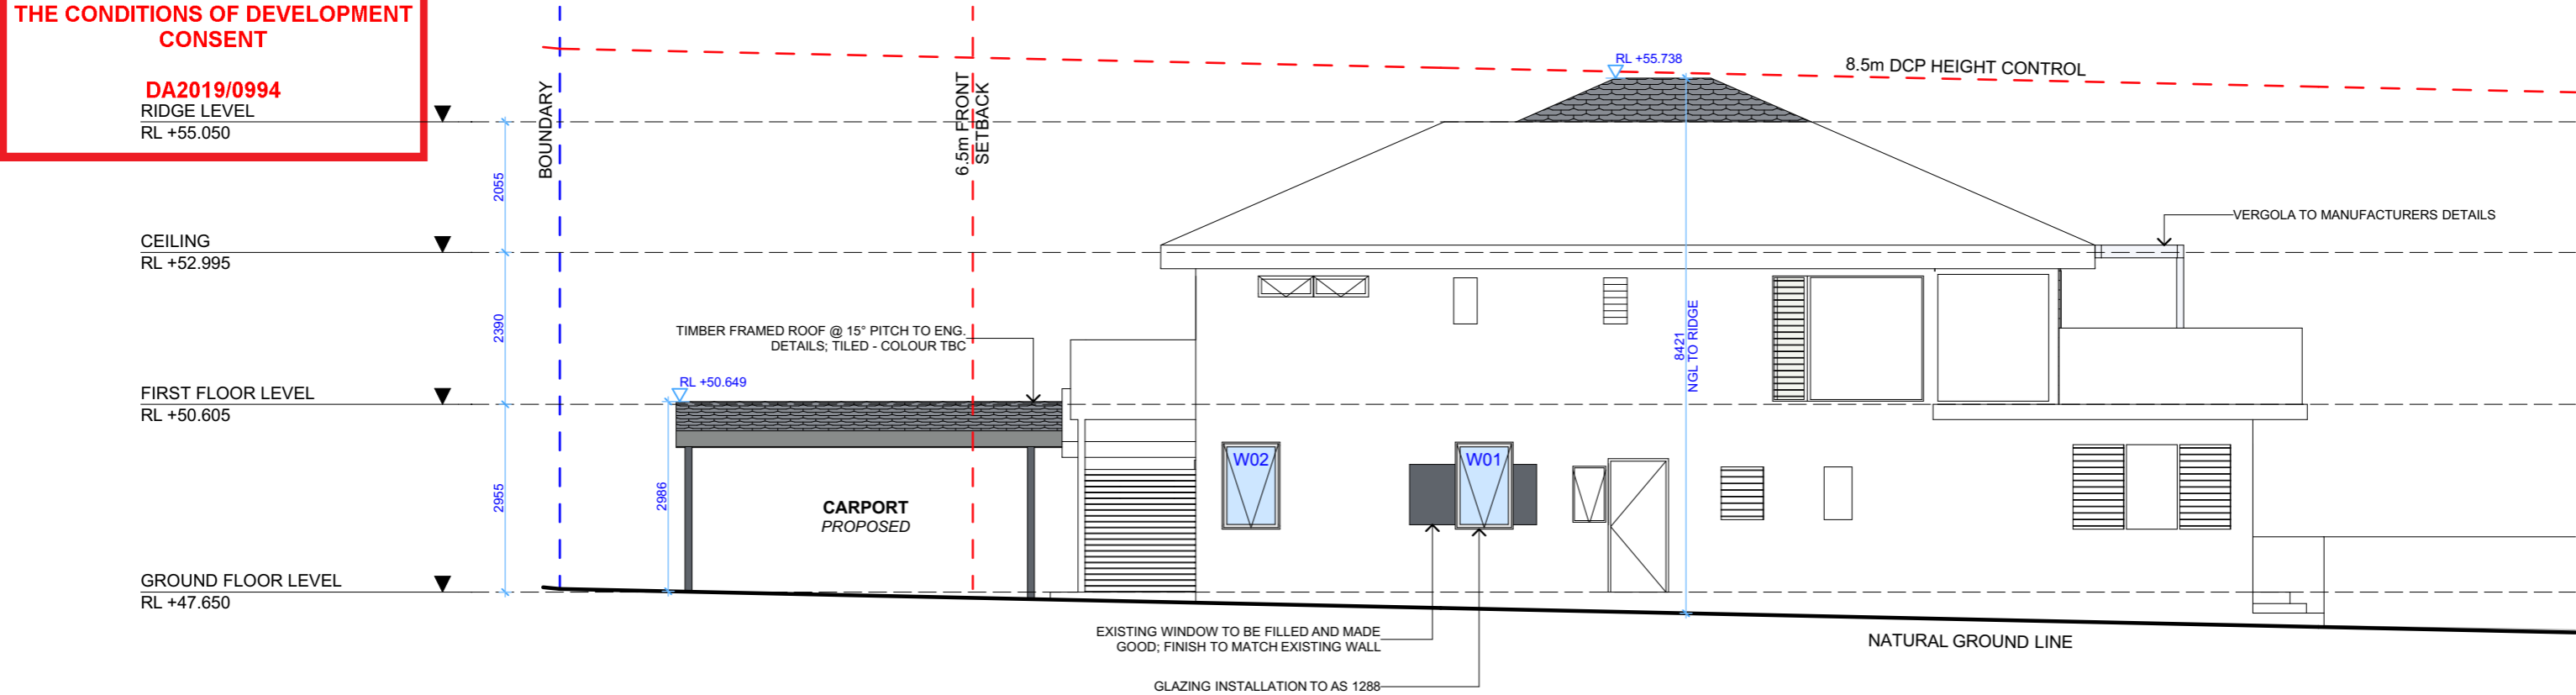 THE CONDITIONS OF DEVELOPMENT
CONSENT
DA2019/0994
RIDGE LEVEL
RL +55.050
CEILING
RL +52.995
FIRST FLOOR LEVEL
RL +50.605
GROUND FLOOR LEVEL
RL +47.650
2055
2390
2955
BOUNDARY
6.5m FRONT
SETBACK
RL +55.738
8.5m DCP HEIGHT CONTROL
VERGOLA TO MANUFACTURERS DETAILS
TIMBER FRAMED ROOF @ 15° PITCH TO ENG.
DETAILS; TILED - COLOUR TBC
RL +50.649
2986
CARPORT
PROPOSED
8421
NGL TO RIDGE
W02
W01
EXISTING WINDOW TO BE FILLED AND MADE
GOOD; FINISH TO MATCH EXISTING WALL
GLAZING INSTALLATION TO AS 1288
NATURAL GROUND LINE